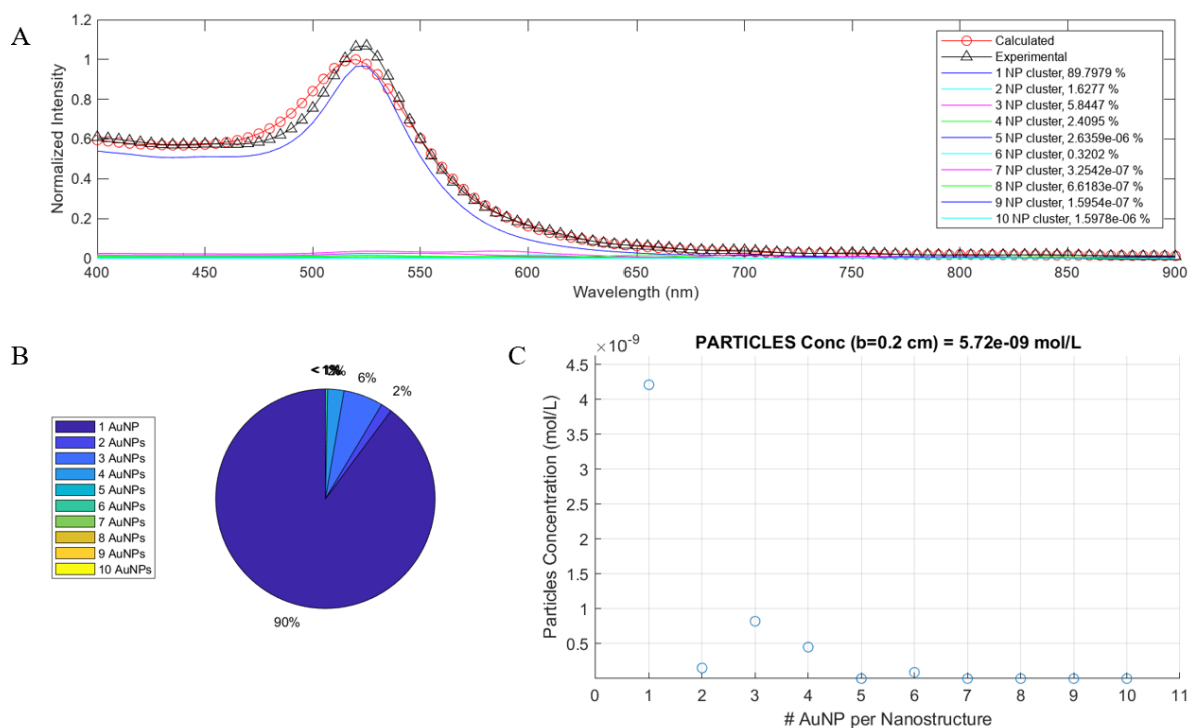 A
1.2
1
0.8
0.6
0.4
0.2
0
Normalized Intensity
400 450 500 550 600 650 700 750 800 850 900
Wavelength (nm)
Calculated
Experimental
1 NP cluster, 89.7979 %
2 NP cluster, 1.6277 %
3 NP cluster, 5.8447 %
4 NP cluster, 2.4095 %
5 NP cluster, 2.6359e-06 %
6 NP cluster, 0.3202 %
7 NP cluster, 3.2542e-07 %
8 NP cluster, 6.6183e-07 %
9 NP cluster, 1.5954e-07 %
10 NP cluster, 1.5978e-06 %
B
1 AuNP
2 AuNPs
3 AuNPs
4 AuNPs
5 AuNPs
6 AuNPs
7 AuNPs
8 AuNPs
9 AuNPs
10 AuNPs
6%
2%
90%
C
PARTICLES Conc (b=0.2 cm) = 5.72e-09 mol/L
×10⁻⁹
4.5
4
4.5
3
4.5
2
4.5
1
0.5
Particles Concentration (mol/L)
0 1 2 3 4 5 6 7 8 9 10 11
# AuNP per Nanostructure